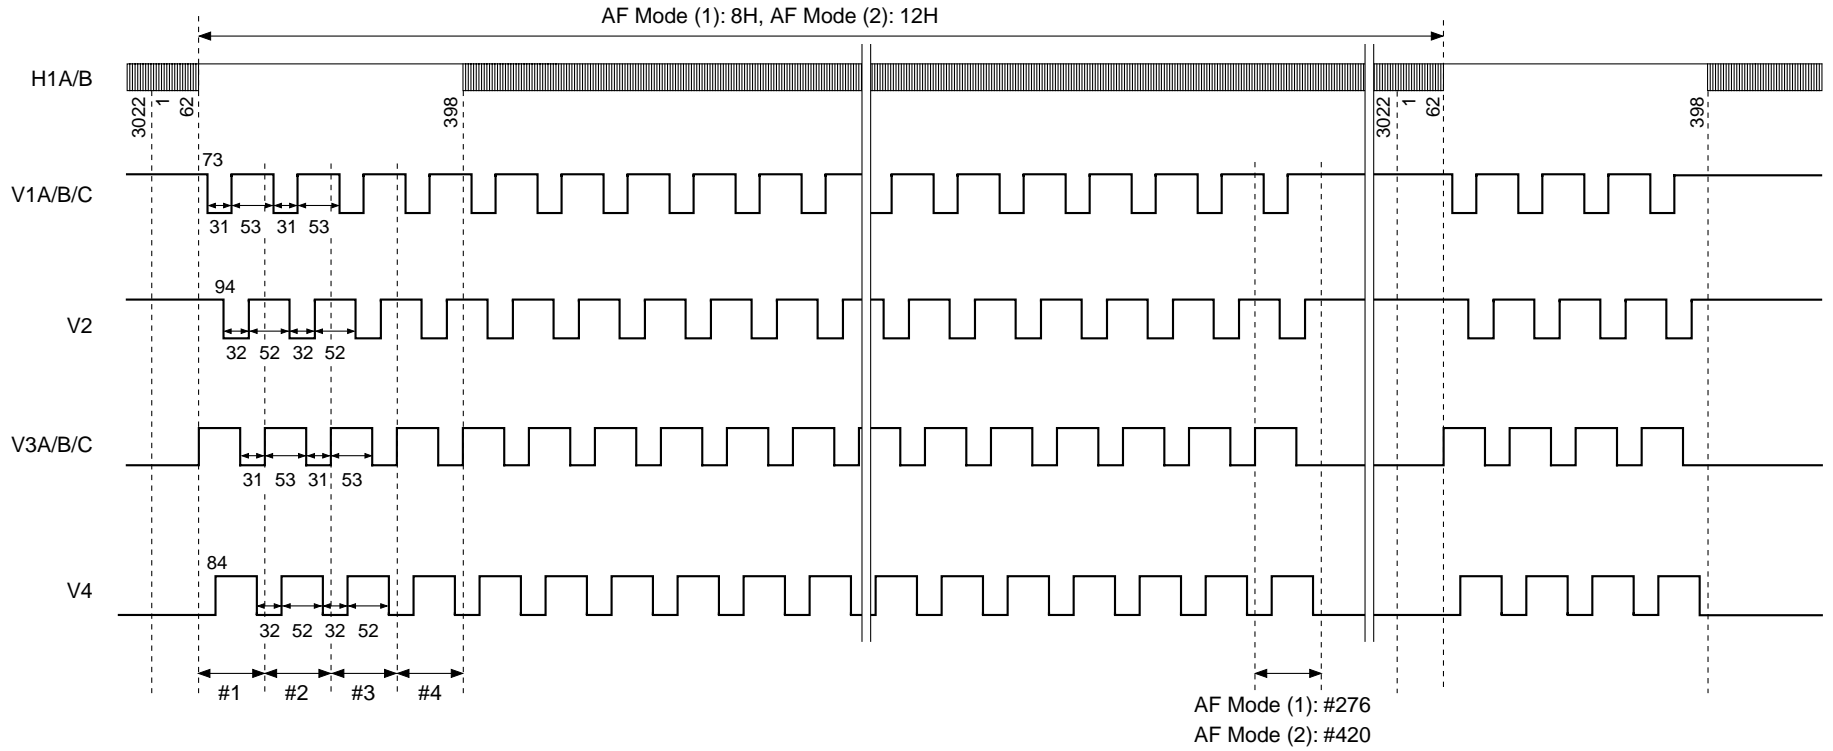 AF Mode (1): 8H, AF Mode (2): 12H
H1A/B
3022 1 62 398 3022 1 62 398
73
V1A/B/C
31 53 31 53
94
V2
32 52 32 52
V3A/B/C
31 53 31 53
84
V4
32 52 32 52
#1 #2 #3 #4
AF Mode (1): #276
AF Mode (2): #420